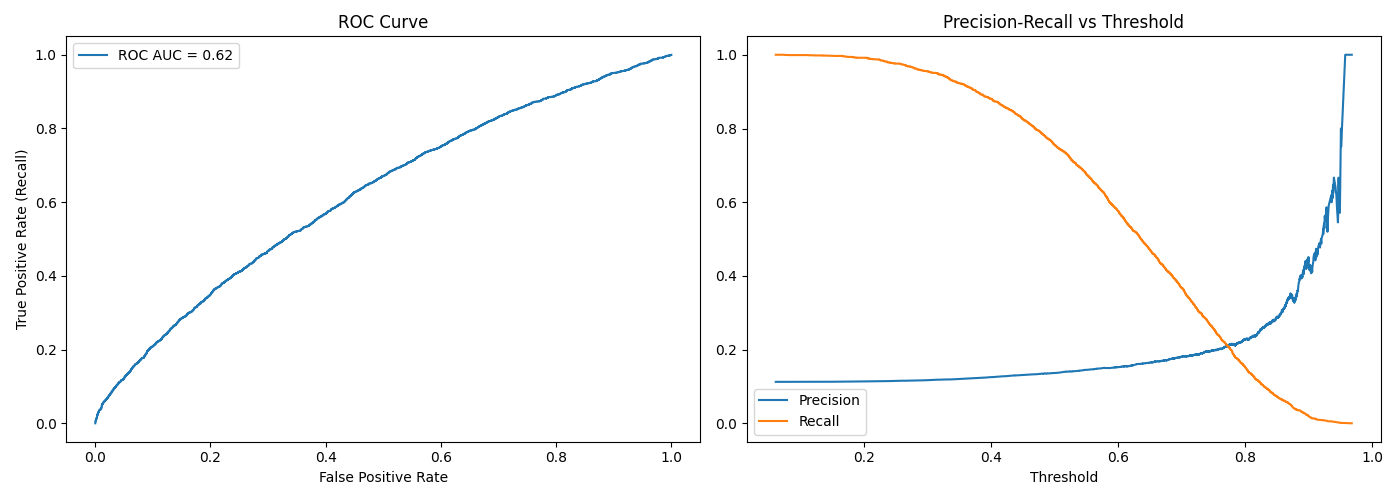 ROC Curve
ROC AUC = 0.62
1.0
0.8
0.6
0.4
0.2
0.0
True Positive Rate (Recall)
0.0 0.2 0.4 0.6 0.8 1.0
False Positive Rate
Precision-Recall vs Threshold
1.0
0.8
0.6
0.4
0.2
0.0
Precision
Recall
0.2 0.4 0.6 0.8 1.0
Threshold